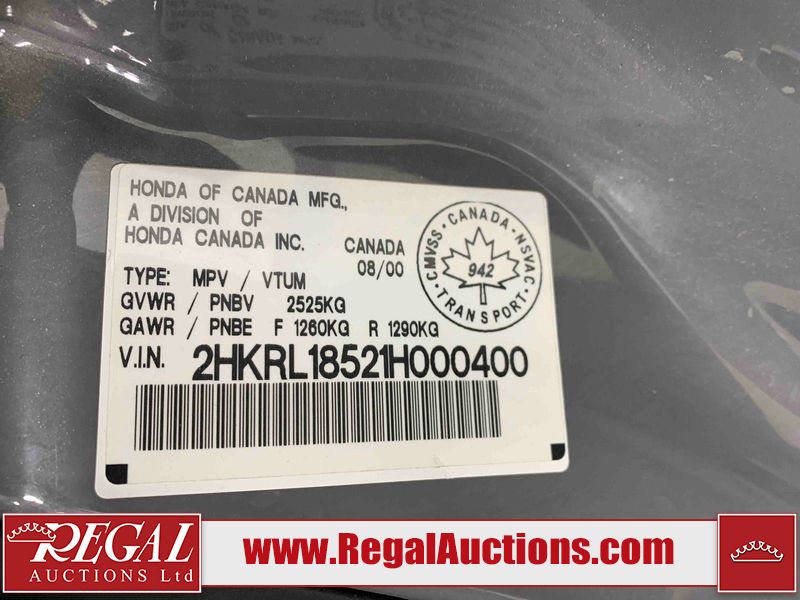 HONDA OF CANADA MFG.,
A DIVISION OF
HONDA CANADA INC. CANADA
08/00
TYPE: MPV / VTUM
GVWR / PNBV 2525KG
GAWR / PNBE F 1260KG R 1290KG
V.I.N. 2HKRL18521H000400
CMVSS · CANADA · NSVAC
942
· TRANSPORT ·
REGAL
AUCTIONS Ltd
www.RegalAuctions.com